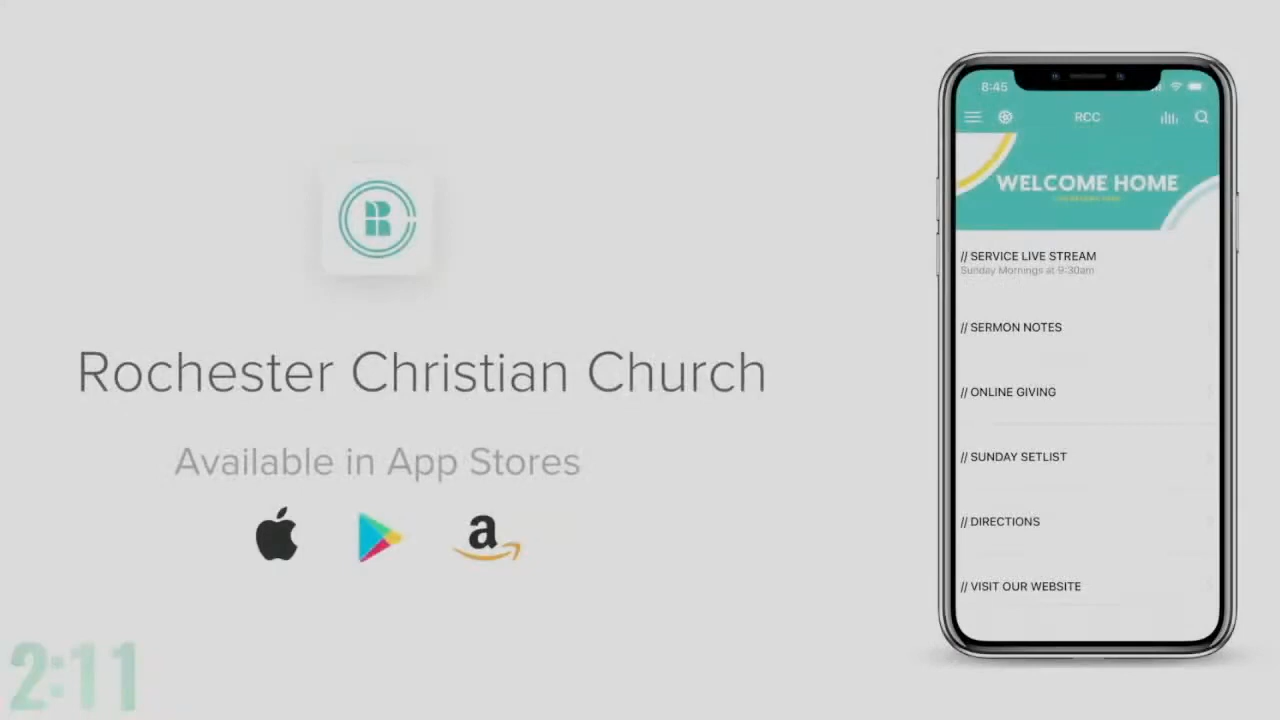 Rochester Christian Church
Available in App Stores
2:11
8:45
RCC
WELCOME HOME
// SERVICE LIVE STREAM
Sunday Mornings at 9:30am
// SERMON NOTES
// ONLINE GIVING
// SUNDAY SETLIST
// DIRECTIONS
// VISIT OUR WEBSITE